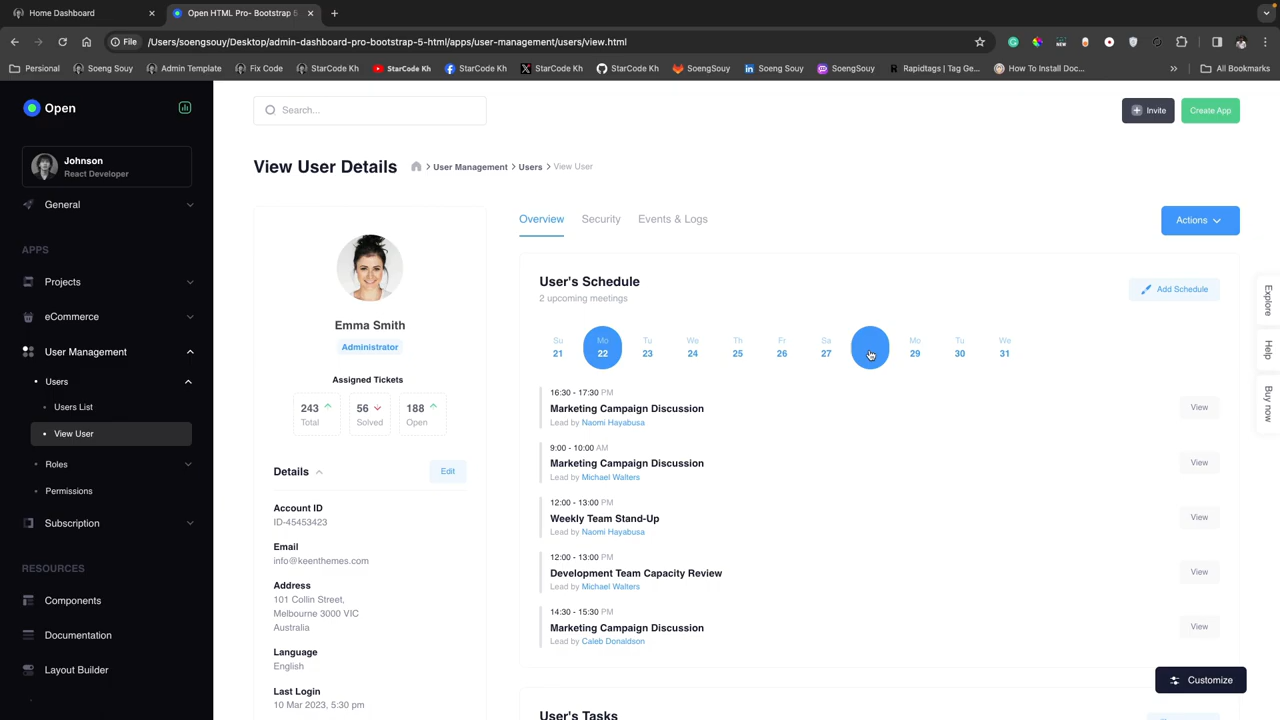 Home Dashboard
Open HTML Pro- Bootstrap 5
File /Users/soengsouy/Desktop/admin-dashboard-pro-bootstrap-5-html/apps/user-management/users/view.html
Persional Soeng Souy Admin Template Fix Code StarCode Kh StarCode Kh StarCode Kh StarCode Kh StarCode Kh SoengSouy Soeng Souy SoengSouy Rapidtags | Tag Ge... How To Install Doc... » All Bookmarks
Open
Search...
Invite
Create App
Johnson
React Developer
View User Details
User Management > Users > View User
General
APPS
Projects
eCommerce
User Management
Users
Users List
View User
Roles
Permissions
Subscription
RESOURCES
Components
Documentation
Layout Builder
Emma Smith
Administrator
Assigned Tickets
243 56 188
Total Solved Open
Details
Edit
Account ID
ID-45453423
Email
info@keenthemes.com
Address
101 Collin Street,
Melbourne 3000 VIC
Australia
Language
English
Last Login
10 Mar 2023, 5:30 pm
Overview Security Events & Logs
Actions
User's Schedule
2 upcoming meetings
Add Schedule
Su Mo Tu We Th Fr Sa Mo Tu We
21 22 23 24 25 26 27 29 30 31
16:30 - 17:30 PM
Marketing Campaign Discussion
Lead by Naomi Hayabusa
View
9:00 - 10:00 AM
Marketing Campaign Discussion
Lead by Michael Walters
View
12:00 - 13:00 PM
Weekly Team Stand-Up
Lead by Naomi Hayabusa
View
12:00 - 13:00 PM
Development Team Capacity Review
Lead by Michael Walters
View
14:30 - 15:30 PM
Marketing Campaign Discussion
Lead by Caleb Donaldson
View
User's Tasks
Explore
Help
Buy now
Customize